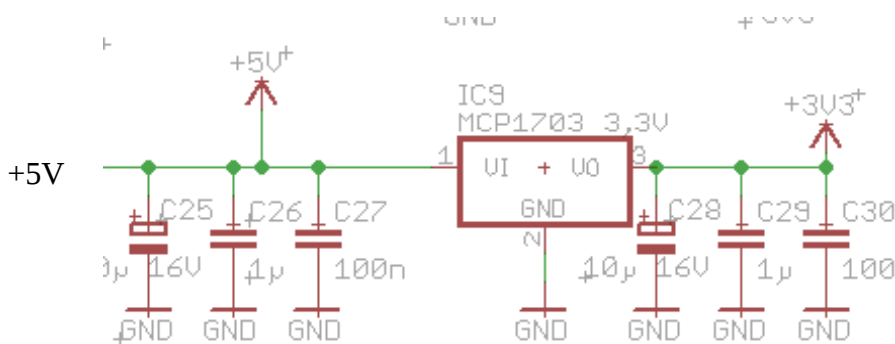 +5V
IC9
MCP1703 3,3V
+3V3
+5V
1
VI
VO
3
GND
2
C25
C26
C27
C28
C29
C30
16V
1µ
100n
10µ 16V
1µ
100
GND
GND
GND
GND
GND
GND
GND